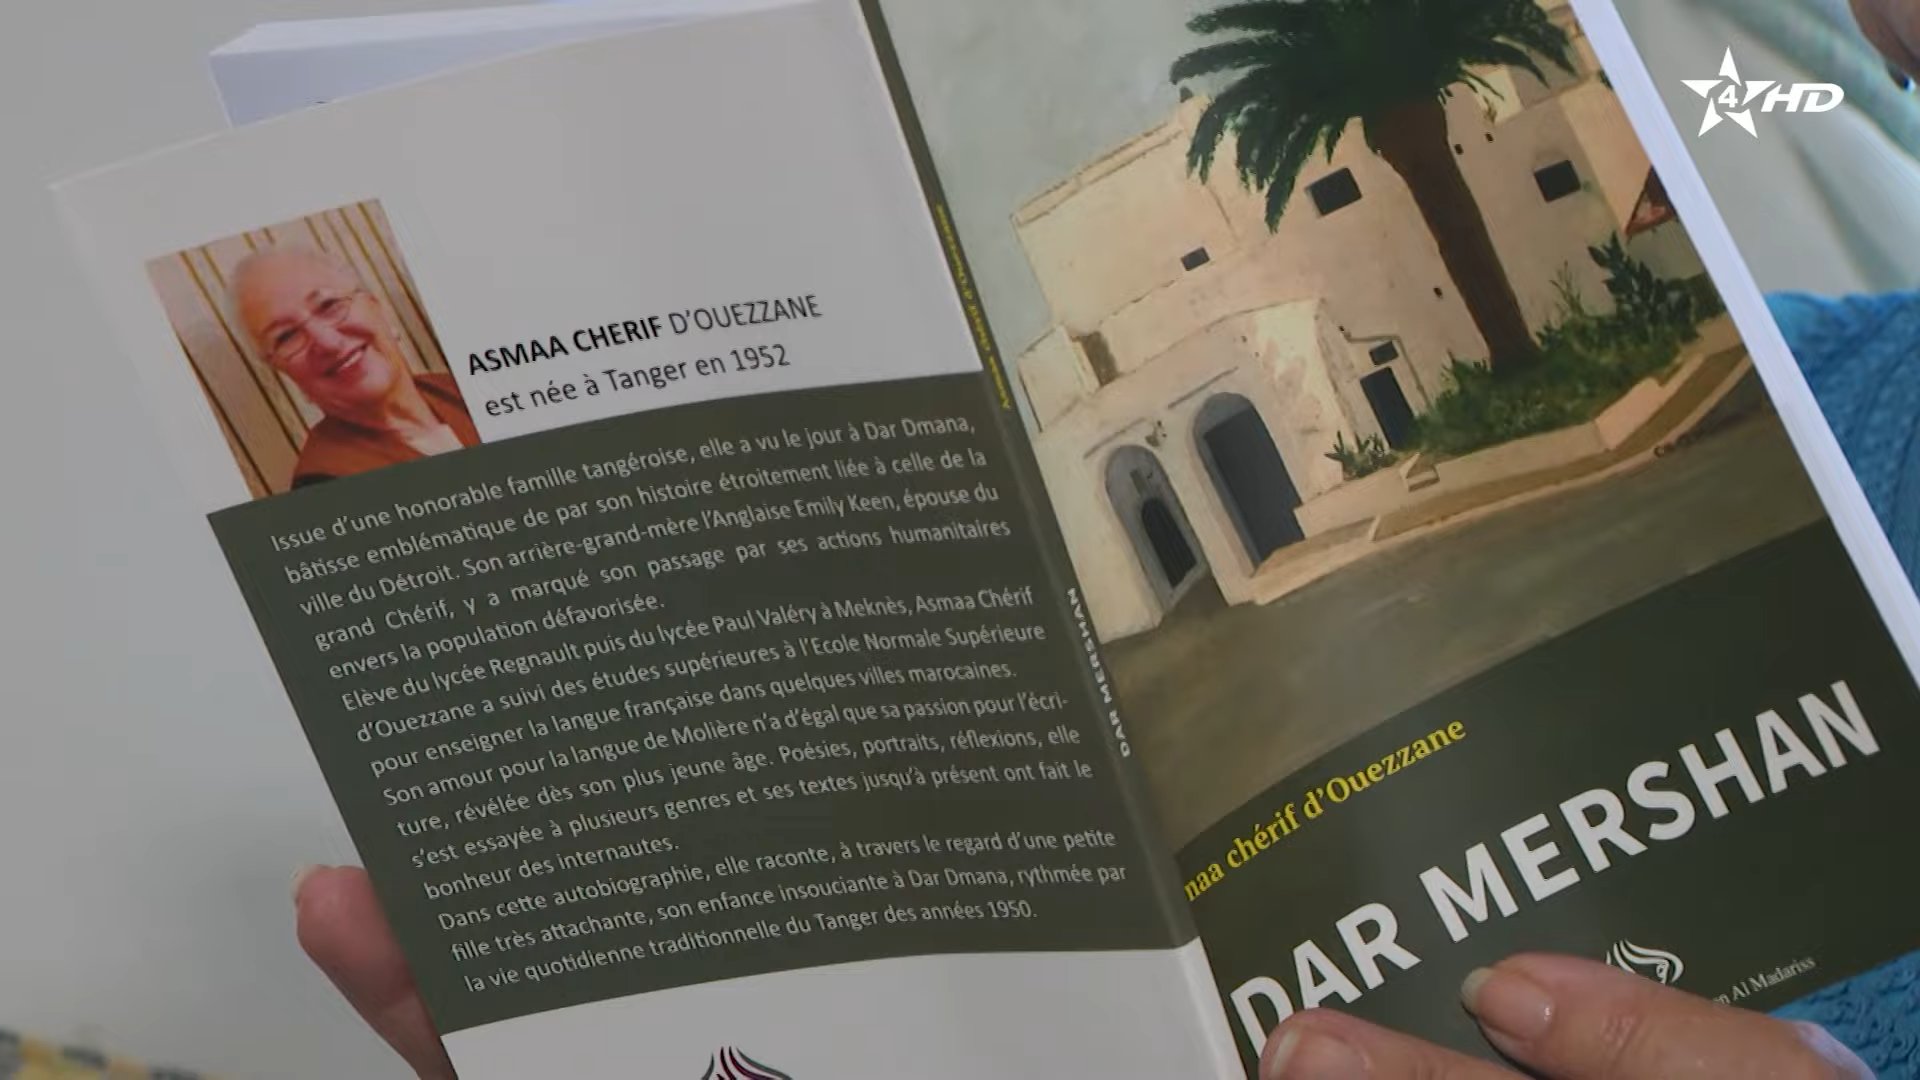 ASMAA CHERIF D'OUEZZANE
est née à Tanger en 1952
Issue d'une honorable famille tangéroise, elle a vu le jour à Dar Dmana,
bâtisse emblématique de par son histoire étroitement liée à celle de la
ville du Détroit. Son arrière-grand-mère l'Anglaise Emily Keen, épouse du
grand Chérif, y a marqué son passage par ses actions humanitaires
envers la population défavorisée.
Elève du lycée Regnault puis du lycée Paul Valéry à Meknès, Asmaa Chérif
d'Ouezzane a suivi des études supérieures à l'Ecole Normale Supérieure
pour enseigner la langue française dans quelques villes marocaines.
Son amour pour la langue de Molière n'a d'égal que sa passion pour l'écri-
ture, révélée dès son plus jeune âge. Poésies, portraits, réflexions, elle
s'est essayée à plusieurs genres et ses textes jusqu'à présent ont fait le
bonheur des internautes.
Dans cette autobiographie, elle raconte, à travers le regard d'une petite
fille très attachante, son enfance insouciante à Dar Dmana, rythmée par
la vie quotidienne traditionnelle du Tanger des années 1950.
Asmaa chérif d'Ouezzane
DAR MERSHAN
naa chérif d'Ouezzane
DAR MERSHAN
en Al Madariss
4 HD